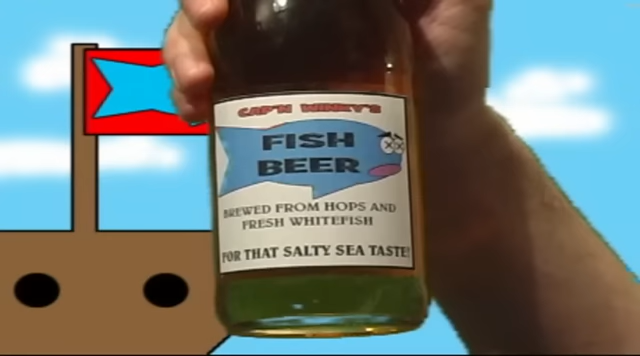 CAP'N WINKY'S
FISH
BEER
BREWED FROM HOPS AND
FRESH WHITEFISH
FOR THAT SALTY SEA TASTE!